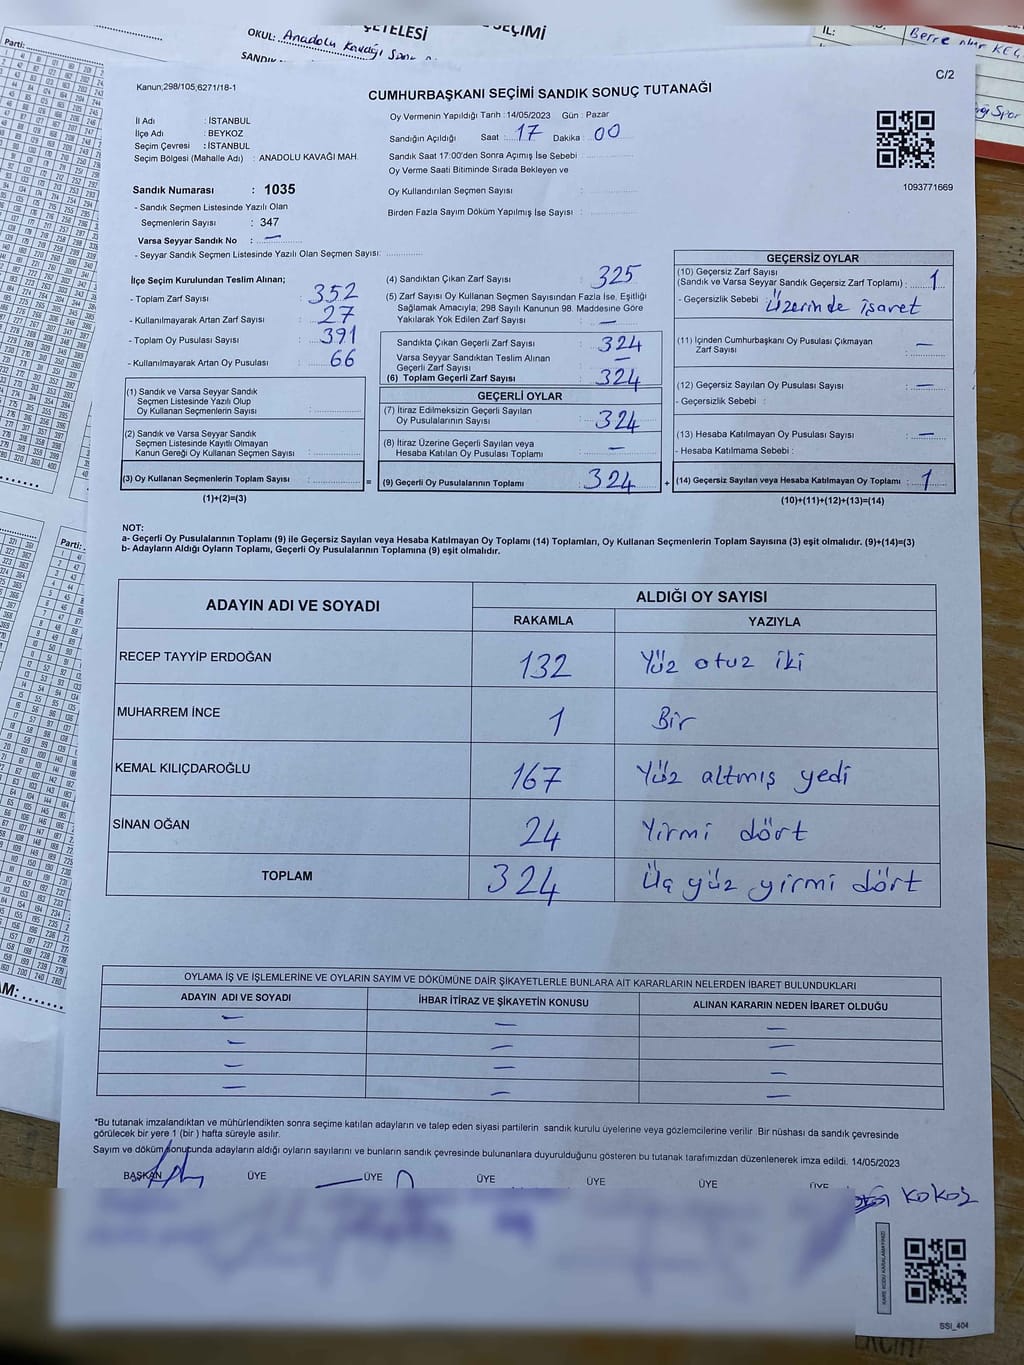 ÇETELESİ
SEÇİMİ
OKUL: Anadolu Kavağı Spor
İL:
Parti:
C/2
Kanun;298/105;6271/18-1
CUMHURBAŞKANI SEÇİMİ SANDIK SONUÇ TUTANAĞI
İl Adı : İSTANBUL
İlçe Adı : BEYKOZ
Seçim Çevresi : İSTANBUL
Seçim Bölgesi (Mahalle Adı) : ANADOLU KAVAĞI MAH.
Sandık Numarası : 1035
- Sandık Seçmen Listesinde Yazılı Olan
Seçmenlerin Sayısı : 347
Varsa Seyyar Sandık No : —
- Seyyar Sandık Seçmen Listesinde Yazılı Olan Seçmen Sayısı:
Oy Vermenin Yapıldığı Tarih : 14/05/2023 Gün : Pazar
Sandığın Açıldığı Saat : 17 Dakika : 00
Sandık Saat 17:00'den Sonra Açımış İse Sebebi :
Oy Verme Saati Bitiminde Sırada Bekleyen ve
Oy Kullandırılan Seçmen Sayısı :
Birden Fazla Sayım Döküm Yapılmış İse Sayısı :
1093771669
İlçe Seçim Kurulundan Teslim Alınan;
- Toplam Zarf Sayısı : 352
- Kullanılmayarak Artan Zarf Sayısı : 27
- Toplam Oy Pusulası Sayısı : 391
- Kullanılmayarak Artan Oy Pusulası : 66
(1) Sandık ve Varsa Seyyar Sandık
Seçmen Listesinde Yazılı Olup
Oy Kullanan Seçmenlerin Sayısı :
(2) Sandık ve Varsa Seyyar Sandık
Seçmen Listesinde Kayıtlı Olmayan
Kanun Gereği Oy Kullanan Seçmen Sayısı :
(3) Oy Kullanan Seçmenlerin Toplam Sayısı :
(1)+(2)=(3)
(4) Sandıktan Çıkan Zarf Sayısı : 325
(5) Zarf Sayısı Oy Kullanan Seçmen Sayısından Fazla İse, Eşitliği
Sağlamak Amacıyla; 298 Sayılı Kanunun 98. Maddesine Göre
Yakılarak Yok Edilen Zarf Sayısı : —
Sandıkta Çıkan Geçerli Zarf Sayısı : 324
Varsa Seyyar Sandıktan Teslim Alınan
Geçerli Zarf Sayısı : —
(6) Toplam Geçerli Zarf Sayısı : 324
GEÇERLİ OYLAR
(7) İtiraz Edilmeksizin Geçerli Sayılan
Oy Pusulalarının Sayısı : 324
(8) İtiraz Üzerine Geçerli Sayılan veya
Hesaba Katılan Oy Pusulası Toplamı : —
= (9) Geçerli Oy Pusulalarının Toplamı : 324 +
GEÇERSİZ OYLAR
(10) Geçersiz Zarf Sayısı
(Sandık ve Varsa Seyyar Sandık Geçersiz Zarf Toplamı) : 1
- Geçersizlik Sebebi : Üzerinde işaret
(11) İçinden Cumhurbaşkanı Oy Pusulası Çıkmayan
Zarf Sayısı : —
(12) Geçersiz Sayılan Oy Pusulası Sayısı : —
- Geçersizlik Sebebi :
(13) Hesaba Katılmayan Oy Pusulası Sayısı : —
- Hesaba Katılmama Sebebi :
(14) Geçersiz Sayılan veya Hesaba Katılmayan Oy Toplamı : 1
(10)+(11)+(12)+(13)=(14)
NOT:
a- Geçerli Oy Pusulalarının Toplamı (9) ile Geçersiz Sayılan veya Hesaba Katılmayan Oy Toplamı (14) Toplamları, Oy Kullanan Seçmenlerin Toplam Sayısına (3) eşit olmalıdır. (9)+(14)=(3)
b- Adayların Aldığı Oyların Toplamı, Geçerli Oy Pusulalarının Toplamına (9) eşit olmalıdır.
ADAYIN ADI VE SOYADI ALDIĞI OY SAYISI
RAKAMLA YAZIYLA
RECEP TAYYİP ERDOĞAN 132 Yüz otuz iki
MUHARREM İNCE 1 Bir
KEMAL KILIÇDAROĞLU 167 Yüz altmış yedi
SİNAN OĞAN 24 Yirmi dört
TOPLAM 324 Üç yüz yirmi dört
OYLAMA İŞ VE İŞLEMLERİNE VE OYLARIN SAYIM VE DÖKÜMÜNE DAİR ŞİKAYETLERLE BUNLARA AİT KARARLARIN NELERDEN İBARET BULUNDUKLARI
ADAYIN ADI VE SOYADI İHBAR İTİRAZ VE ŞİKAYETİN KONUSU ALINAN KARARIN NEDEN İBARET OLDUĞU
— — —
— — —
— — —
— — —
*Bu tutanak imzalandıktan ve mühürlendikten sonra seçime katılan adayların ve talep eden siyasi partilerin sandık kurulu üyelerine veya gözlemcilerine verilir. Bir nüshası da sandık çevresinde
görülecek bir yere 1 (bir ) hafta süreyle asılır.
Sayım ve döküm sonucunda adayların aldığı oyların sayılarını ve bunların sandık çevresinde bulunanlara duyurulduğunu gösteren bu tutanak tarafımızdan düzenlenerek imza edildi. 14/05/2023
BAŞKAN ÜYE ÜYE ÜYE ÜYE ÜYE ÜYE
SSI_404